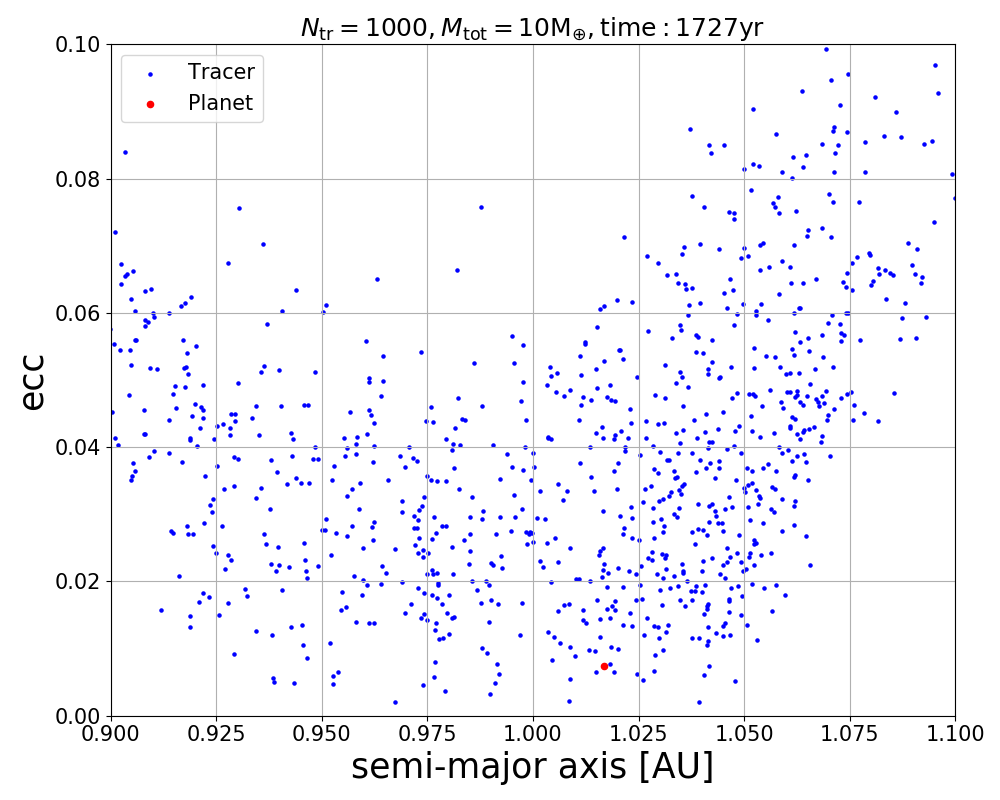 N_tr = 1000, M_tot = 10M_⊕, time : 1727yr
Tracer
Planet
ecc
0.10
0.08
0.06
0.04
0.02
0.00
0.900 0.925 0.950 0.975 1.000 1.025 1.050 1.075 1.100
semi-major axis [AU]